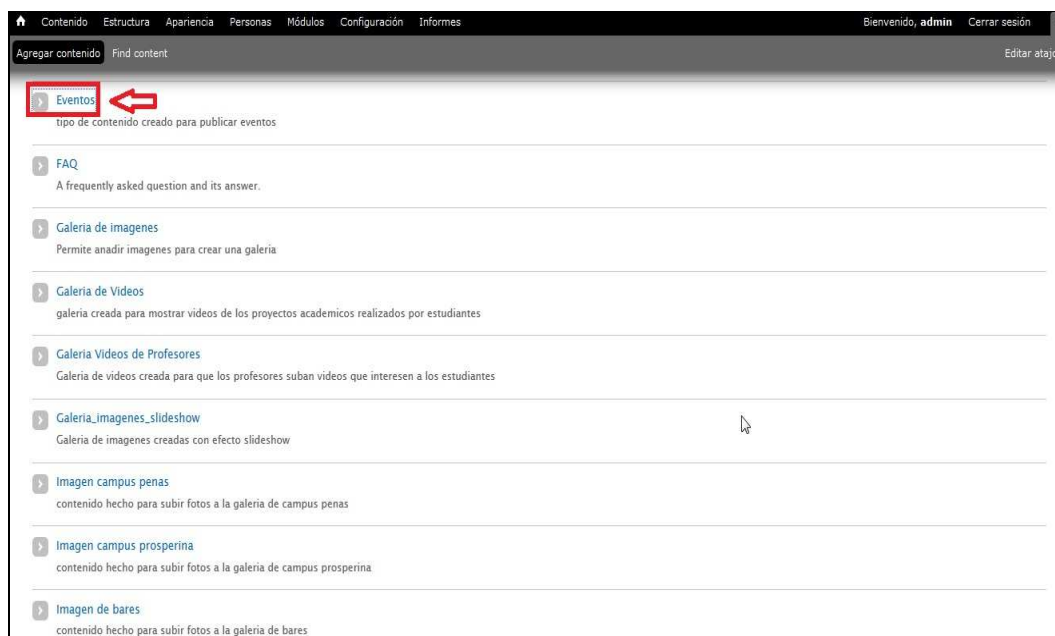 Contenido Estructura Apariencia Personas Módulos Configuración Informes Bienvenido, admin Cerrar sesión
Agregar contenido Find content Editar atajo
Eventos
tipo de contenido creado para publicar eventos
FAQ
A frequently asked question and its answer.
Galeria de imagenes
Permite anadir imagenes para crear una galeria
Galeria de Videos
galeria creada para mostrar videos de los proyectos academicos realizados por estudiantes
Galeria Videos de Profesores
Galeria de videos creada para que los profesores suban videos que interesen a los estudiantes
Galeria_imagenes_slideshow
Galeria de imagenes creadas con efecto slideshow
Imagen campus penas
contenido hecho para subir fotos a la galeria de campus penas
Imagen campus prosperina
contenido hecho para subir fotos a la galeria de campus prosperina
Imagen de bares
contenido hecho para subir fotos a la galeria de bares